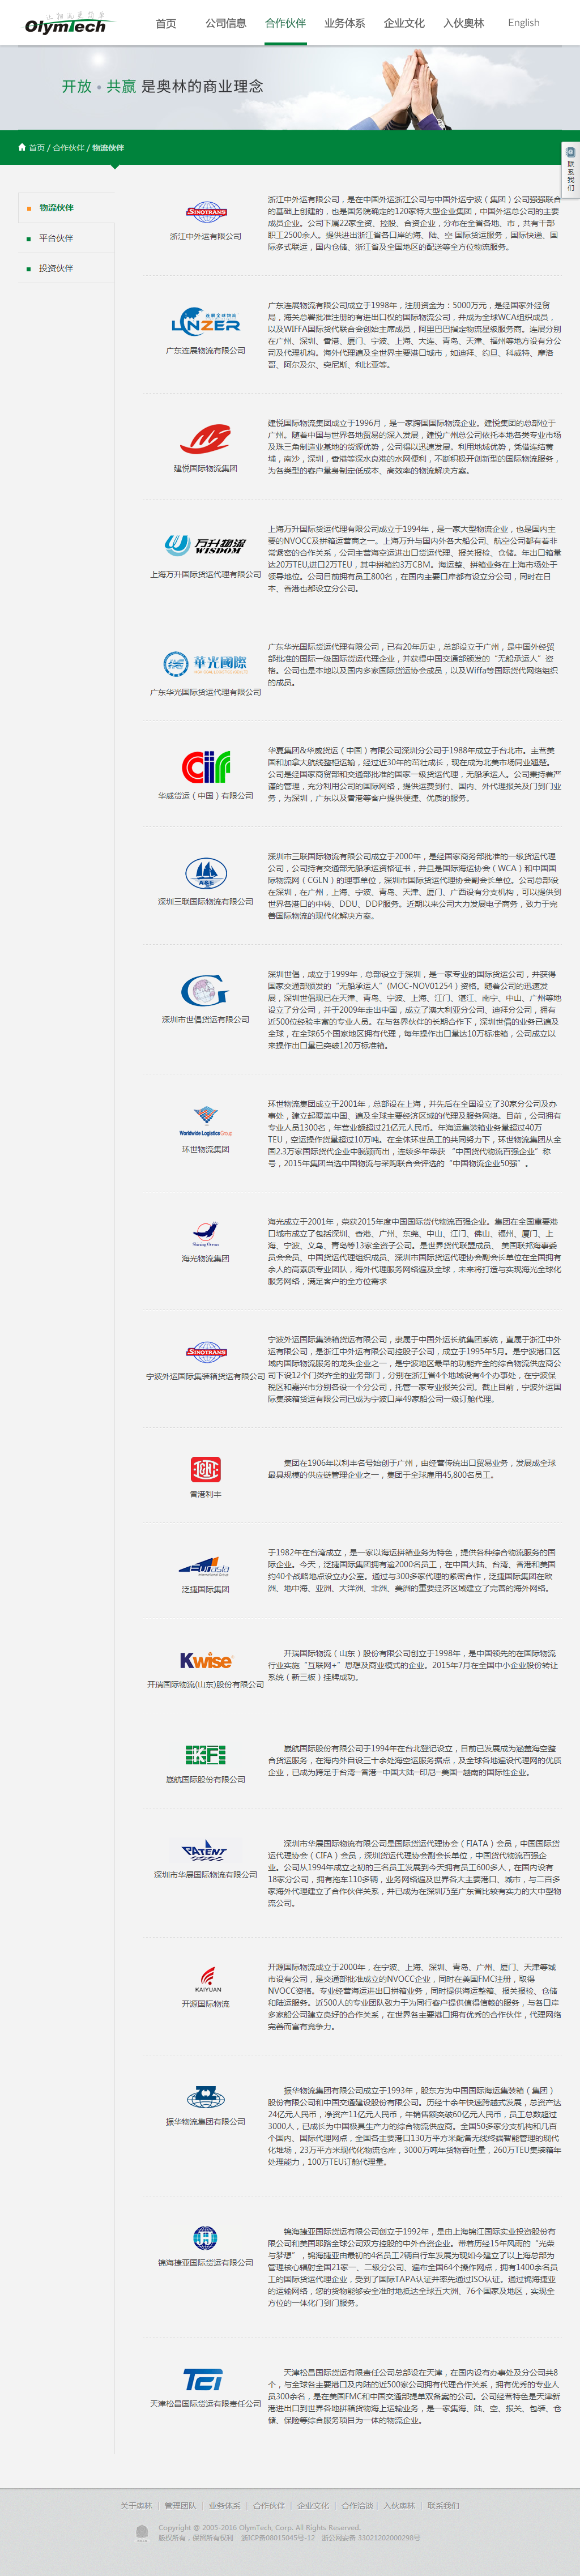 OlymTech
首页
公司信息
合作伙伴
业务体系
企业文化
入伙奥林
English
开放 • 共赢 是奥林的商业理念
首页 / 合作伙伴 / 物流伙伴
联系我们
物流伙伴
平台伙伴
投资伙伴
SINOTRANS
浙江中外运有限公司
浙江中外运有限公司，是在中国外运浙江公司与中国外运宁波（集团）公司强强联合
的基础上创建的，也是国务院确定的120家特大型企业集团，中国外运总公司的主要
成员企业。公司下属22家全资、控股、合资企业，分布在全省各地、市，共有干部
职工2500余人。提供进出浙江省各口岸的海、陆、空 国际货运服务，国际快递、国
际多式联运，国内仓储、浙江省及全国地区的配送等全方位物流服务。
LNZER
广东连展物流有限公司
广东连展物流有限公司成立于1998年，注册资金为：5000万元，是经国家外经贸
局，海关总署批准注册的有进出口权的国际物流公司，并成为全球WCA组织成员，
以及WIFFA国际货代联合会创始主席成员，阿里巴巴指定物流星级服务商。连展分别
在广州、深圳、香港、厦门、宁波、上海、大连、青岛、天津、福州等地方设有分公
司及代理机构。海外代理遍及全世界主要港口城市，如迪拜、约旦、科威特、摩洛
哥、阿尔及尔、突尼斯、利比亚等。
建悦国际物流集团
建悦国际物流集团成立于1996月，是一家跨国国际物流企业。建悦集团的总部位于
广州。随着中国与世界各地贸易的深入发展，建悦广州总公司依托本地各类专业市场
及珠三角制造业基地的货源优势，公司得以迅速发展。利用地域优势，凭借连结黄
埔，南沙，深圳，香港等深水良港的水网便利，不断积极开创新型的国际物流服务，
为各类型的客户量身制定低成本、高效率的物流解决方案。
万升物流
WISDOM
上海万升国际货运代理有限公司
上海万升国际货运代理有限公司成立于1994年，是一家大型物流企业，也是国内主
要的NVOCC及拼箱运营商之一。上海万升与国内外各大船公司、航空公司都有着非
常紧密的合作关系，公司主营海空运进出口货运代理、报关报检、仓储。年出口箱量
达20万TEU,进口2万TEU，其中拼箱约3万CBM。海运整、拼箱业务在上海市场处于
领导地位。公司目前拥有员工800名，在国内主要口岸都有设立分公司，同时在日
本、香港也都设立分公司。
華光國際
广东华光国际货运代理有限公司
广东华光国际货运代理有限公司，已有20年历史，总部设立于广州，是中国外经贸
部批准的国际一级国际货运代理企业，并获得中国交通部颁发的“无船承运人”资
格。公司也是本地以及国内多家国际货运协会成员，以及Wiffa等国际货代网络组织
的成员。
华威货运（中国）有限公司
华夏集团&华威货运（中国）有限公司深圳分公司于1988年成立于台北市。主营美
国和加拿大航线整柜运输，经过近30年的茁壮成长，现在成为北美市场同业翘楚。
公司是经国家商贸部和交通部批准的国家一级货运代理，无船承运人。公司秉持着严
谨的管理，充分利用公司的国际网络，提供运费到付、国内、外代理报关及门到门业
务，为深圳，广东以及香港等客户提供便捷、优质的服务。
深圳三联国际物流有限公司
深圳市三联国际物流有限公司成立于2000年，是经国家商务部批准的一级货运代理
公司，公司持有交通部无船承运资格证书，并且是国际海运协会（WCA）和中国国
际物流网（CGLN）的理事单位，深圳市国际货运代理协会副会长单位。公司总部设
在深圳，在广州，上海、宁波、青岛、天津、厦门、广西设有分支机构，可以提供到
世界各港口的中转、DDU、DDP服务。近期以来公司大力发展电子商务，致力于完
善国际物流的现代化解决方案。
深圳市世倡货运有限公司
深圳世倡，成立于1999年，总部设立于深圳，是一家专业的国际货运公司，并获得
国家交通部颁发的“无船承运人”（MOC-NOV01254）资格。随着公司的迅速发
展，深圳世倡现已在天津、青岛、宁波、上海、江门、湛江、南宁、中山、广州等地
设立了分公司，并于2009年走出中国，成立了澳大利亚分公司、迪拜分公司，拥有
近500位经验丰富的专业人员。在与各界伙伴的长期合作下，深圳世倡的业务已遍及
全球，在全球65个国家地区拥有代理，每年操作出口量达10万标准箱，公司成立以
来操作出口量已突破120万标准箱。
Worldwide Logistics Group
环世物流集团
环世物流集团成立于2001年，总部设在上海，并先后在全国设立了30家分公司及办
事处，建立起覆盖中国、遍及全球主要经济区域的代理及服务网络。目前，公司拥有
专业人员1300名，年营业额超过21亿元人民币。年海运集装箱业务量超过40万
TEU，空运操作货量超过10万吨。在全体环世员工的共同努力下，环世物流集团从全
国2.3万家国际货代企业中脱颖而出，连续多年荣获 “中国货代物流百强企业”称
号，2015年集团当选中国物流与采购联合会评选的“中国物流企业50强”。
海光物流集团
海光成立于2001年，荣获2015年度中国国际货代物流百强企业。集团在全国重要港
口城市成立了包括深圳、香港、广州、东莞、中山、江门、佛山、福州、厦门、上
海、宁波、义乌、青岛等13家全资子公司。是世界货代联盟成员、 美国联邦海事委
员会会员、中国货运代理组织成员、深圳市国际货运代理协会副会长单位在全国拥有
余人的高素质专业团队，海外代理服务网络遍及全球，未来将打造与实现海光全球化
服务网络，满足客户的全方位需求
SINOTRANS
宁波外运国际集装箱货运有限公司
宁波外运国际集装箱货运有限公司，隶属于中国外运长航集团系统，直属于浙江中外
运有限公司，是浙江中外运有限公司控股子公司，成立于1995年5月。是宁波港口区
域内国际物流服务的龙头企业之一，是宁波地区最早的功能齐全的综合物流供应商公
司下设12个门类齐全的业务部门，分别在浙江省4个地域设有4个办事处，在宁波保
税区和嘉兴市分别各设一个分公司，托管一家专业报关公司。截止目前，宁波外运国
际集装箱货运有限公司已成为宁波口岸49家船公司一级订舱代理。
香港利丰
集团在1906年以利丰名号始创于广州，由经营传统出口贸易业务，发展成全球
最具规模的供应链管理企业之一，集团于全球雇用45,800名员工。
Eurasia
泛捷国际集团
于1982年在台湾成立，是一家以海运拼箱业务为特色，提供各种综合物流服务的国
际企业。今天，泛捷国际集团拥有逾2000名员工，在中国大陆、台湾、香港和美国
约40个战略地点设立办公室。通过与300多家代理的紧密合作，泛捷国际集团在欧
洲、地中海、亚洲、大洋洲、非洲、美洲的重要经济区域建立了完善的海外网络。
Kwise
开瑞国际物流(山东)股份有限公司
开瑞国际物流（山东）股份有限公司创立于1998年，是中国领先的在国际物流
行业实施“互联网+”思想及商业模式的企业。2015年7月在全国中小企业股份转让
系统（新三板）挂牌成功。
崴航国际股份有限公司
崴航国际股份有限公司于1994年在台北登记设立，目前已发展成为涵盖海空整
合货运服务，在海内外自设三十余处海空运服务据点，及全球各地遍设代理网的优质
企业，已成为跨足于台湾—香港—中国大陆—印尼—美国—越南的国际性企业。
PATENT
深圳市华展国际物流有限公司
深圳市华展国际物流有限公司是国际货运代理协会（FIATA）会员，中国国际货
运代理协会（CIFA）会员，深圳货运代理协会副会长单位，中国货代物流百强企
业。公司从1994年成立之初的三名员工发展到今天拥有员工600多人，在国内设有
18家分公司，拥有拖车110多辆，业务网络遍及世界各大主要港口、城市，与二百多
家海外代理建立了合作伙伴关系，并已成为在深圳乃至广东省比较有实力的大中型物
流公司。
KAIYUAN
开源国际物流
开源国际物流成立于2000年，在宁波、上海、深圳、青岛、广州、厦门、天津等城
市设有公司，是交通部批准成立的NVOCC企业，同时在美国FMC注册，取得
NVOCC资格。专业经营海运进出口拼箱业务，同时提供海运整箱、报关报检、仓储
和陆运服务。近500人的专业团队致力于为同行客户提供值得信赖的服务，与各口岸
多家船公司建立良好的合作关系，在世界各主要港口拥有优秀的合作伙伴，代理网络
完善而富有竞争力。
振华物流集团有限公司
振华物流集团有限公司成立于1993年，股东方为中国国际海运集装箱（集团）
股份有限公司和中国交通建设股份有限公司。历经十余年快速跨越式发展，总资产达
24亿元人民币，净资产11亿元人民币，年销售额突破60亿元人民币，员工总数超过
3000人，已成长为中国极具生产力的综合物流供应商。全国50多家分支机构和几百
个国内、国际代理网点，全国各主要港口130万平方米配备无线终端智能管理的现代
化堆场，23万平方米现代化物流仓库，3000万吨年货物吞吐量，260万TEU集装箱年
处理能力，100万TEU订舱代理量。
锦海捷亚国际货运有限公司
锦海捷亚国际货运有限公司创立于1992年，是由上海锦江国际实业投资股份有
限公司和美国耶路全球公司双方控股的中外合资企业。带着历经15年风雨的“光荣
与梦想”，锦海捷亚由最初的4名员工2辆自行车发展为现如今建立了以上海总部为
管理核心辐射全国21家一、二级分公司、遍布全国64个操作网点，拥有1400余名员
工的国际货运代理企业，受到了国际TAPA认证并率先通过ISO认证。通过锦海捷亚
的运输网络，您的货物能够安全准时地抵达全球五大洲、76个国家及地区，实现全
方位的一体化门到门服务。
TCI
天津松昌国际货运有限责任公司
天津松昌国际货运有限责任公司总部设在天津，在国内设有办事处及分公司共8
个，与全球各主要港口及内陆的近500家公司拥有代理合作关系，拥有优秀的专业人
员300余名，是在美国FMC和中国交通部提单双备案的公司。公司经营特色是天津新
港进出口到世界各地拼箱货物海上运输业务，是一家集海、陆、空、报关、包装、仓
储、保险等综合服务项目为一体的物流企业。
关于奥林 | 管理团队 | 业务体系 | 合作伙伴 | 企业文化 | 合作洽谈 | 入伙奥林 | 联系我们
Copyright @ 2005-2016 OlymTech, Corp. All Rights Reserved.
版权所有，保留所有权利 浙ICP备08015045号-12 浙公网安备 33021202000298号